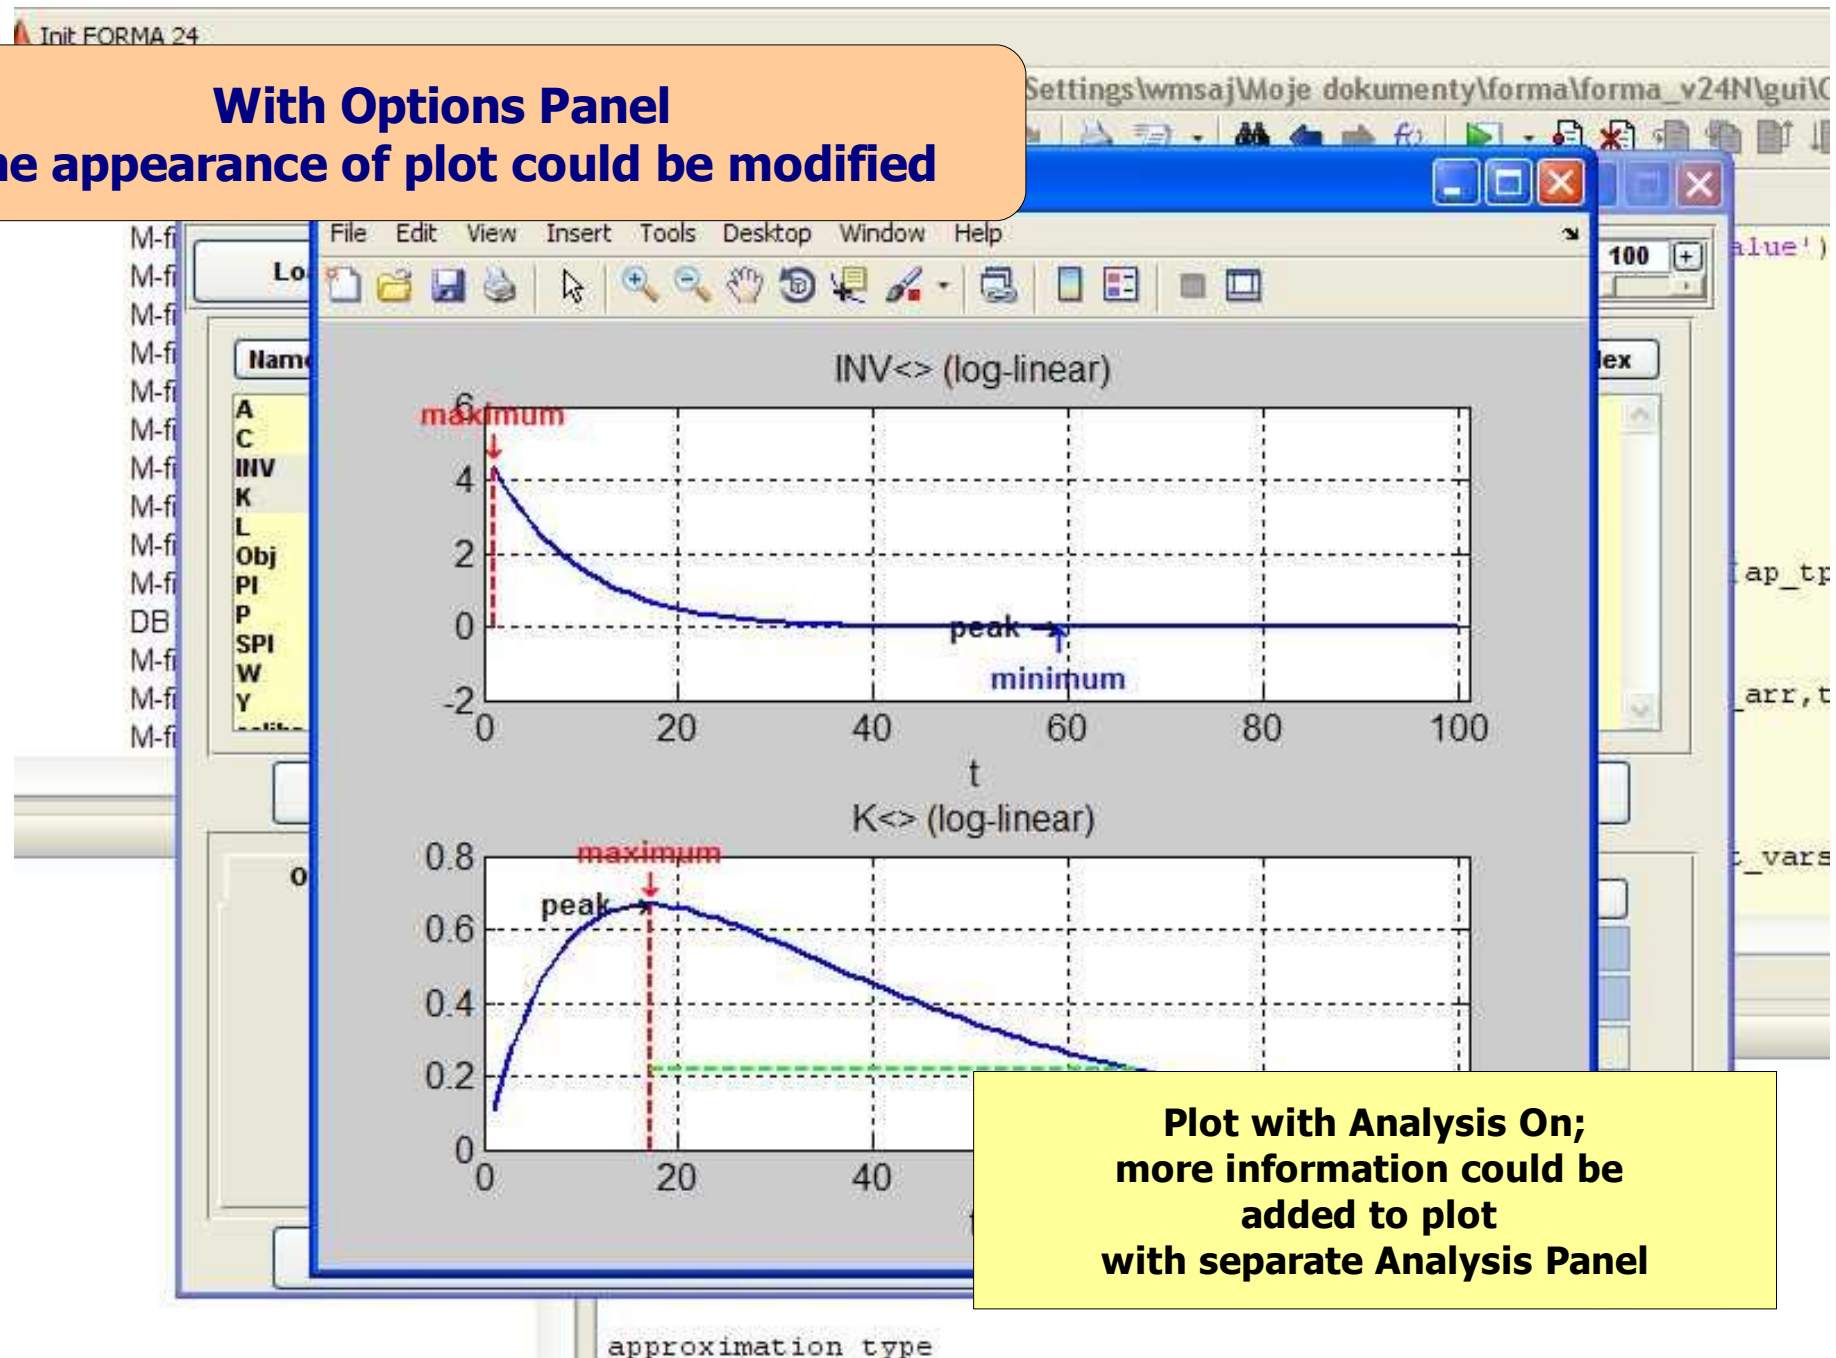 Init FORMA 24
With Options Panel
appearance of plot could be modified
Settings\wmsaj\Moje dokumenty\forma\forma_v24N\gui\
File Edit View Insert Tools Desktop Window Help
100
INV<> (log-linear)
maximum
6
4
2
0
-2
peak
minimum
0 20 40 60 80 100
t
A
C
INV
K
L
Obj
PI
P
SPI
W
Y
DB
K<> (log-linear)
maximum
peak
0.8
0.6
0.4
0.2
0
0 20 40
Plot with Analysis On;
more information could be
added to plot
with separate Analysis Panel
approximation type